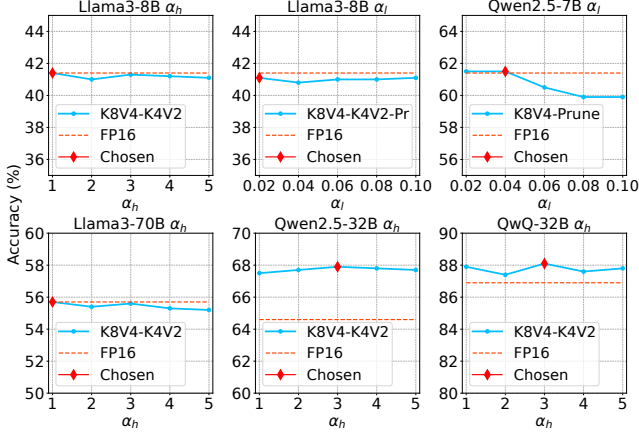 Llama3-8B αh
Llama3-8B αl
Qwen2.5-7B αl
44
42
40
38
36
K8V4-K4V2
FP16
Chosen
1 2 3 4 5
αh
44
42
40
38
36
K8V4-K4V2-Pr
FP16
Chosen
0.02 0.04 0.06 0.08 0.10
αl
64
62
60
58
56
K8V4-Prune
FP16
Chosen
0.02 0.04 0.06 0.08 0.10
αl
Accuracy (%)
Llama3-70B αh
Qwen2.5-32B αh
QwQ-32B αh
60
58
56
54
52
50
K8V4-K4V2
FP16
Chosen
1 2 3 4 5
αh
70
68
66
64
62
60
K8V4-K4V2
FP16
Chosen
1 2 3 4 5
αh
90
88
86
84
82
80
K8V4-K4V2
FP16
Chosen
1 2 3 4 5
αh